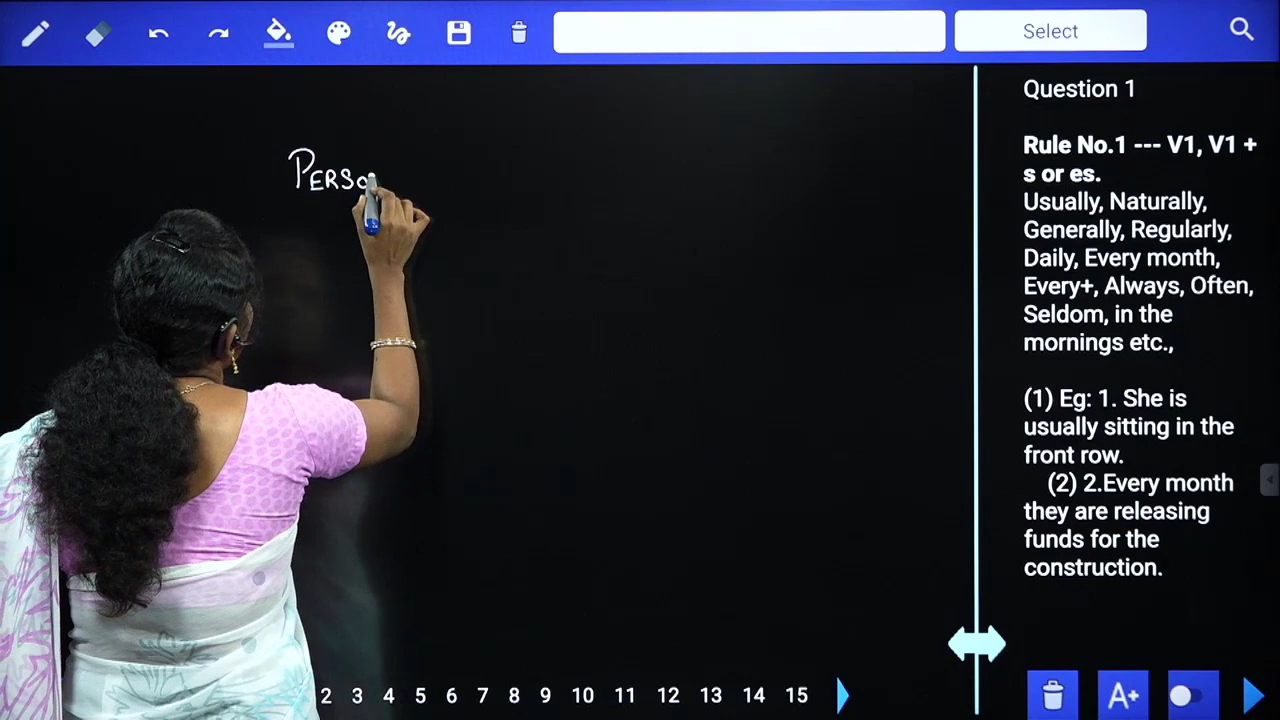 Select
PERSO
Question 1
Rule No.1 --- V1, V1 +
s or es.
Usually, Naturally,
Generally, Regularly,
Daily, Every month,
Every+, Always, Often,
Seldom, in the
mornings etc.,
(1) Eg: 1. She is
usually sitting in the
front row.
(2) 2.Every month
they are releasing
funds for the
construction.
2 3 4 5 6 7 8 9 10 11 12 13 14 15
A+